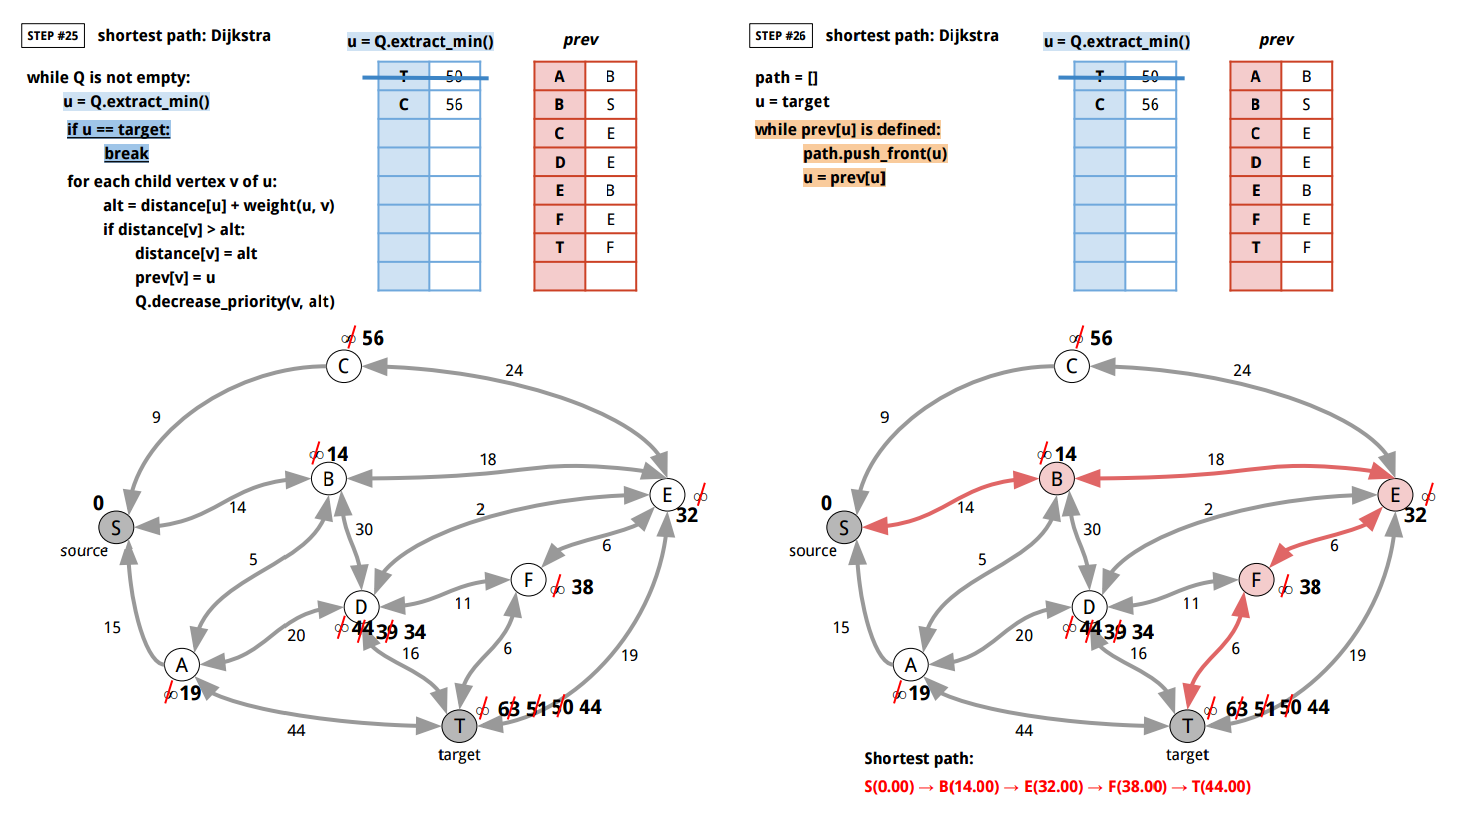 STEP #25 shortest path: Dijkstra
while Q is not empty:
u = Q.extract_min()
if u == target:
break
for each child vertex v of u:
alt = distance[u] + weight(u, v)
if distance[v] > alt:
distance[v] = alt
prev[v] = u
Q.decrease_priority(v, alt)
u = Q.extract_min()
T 50
C 56
prev
A B
B S
C E
D E
E B
F E
T F
∞ 56
C
24
9
∞ 14
B
18
E
∞
32
0
S
source
14
2
30
5
6
F
∞ 38
D
11
∞ 44 39 34
15
20
16
6
19
A
∞ 19
44
T
∞ 63 51 50 44
target
STEP #26 shortest path: Dijkstra
path = []
u = target
while prev[u] is defined:
path.push_front(u)
u = prev[u]
u = Q.extract_min()
T 50
C 56
prev
A B
B S
C E
D E
E B
F E
T F
∞ 56
C
24
9
∞ 14
B
18
E
∞
32
0
S
source
14
2
30
5
6
F
∞ 38
D
11
∞ 44 39 34
15
20
16
6
19
A
∞ 19
44
T
∞ 63 51 50 44
target
Shortest path:
S(0.00) → B(14.00) → E(32.00) → F(38.00) → T(44.00)